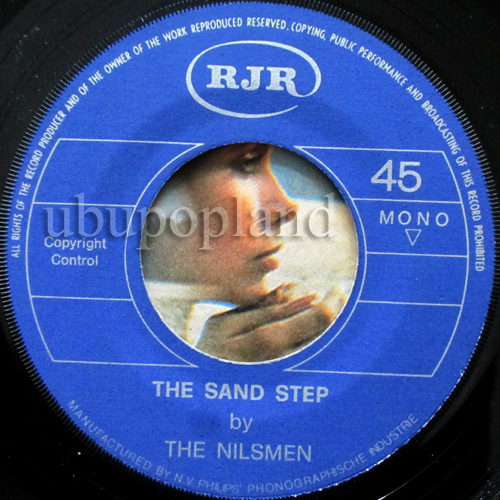 ALL RIGHTS OF THE RECORD PRODUCER AND OF THE OWNER OF THE WORK REPRODUCED RESERVED. COPYING, PUBLIC PERFORMANCE AND BROADCASTING OF THIS RECORD PROHIBITED
RJR
45
MONO
ubupopland
Copyright
Control
THE SAND STEP
by
THE NILSMEN
MANUFACTURED BY N.V. PHILIPS' PHONOGRAPHISCHE INDUSTRIE